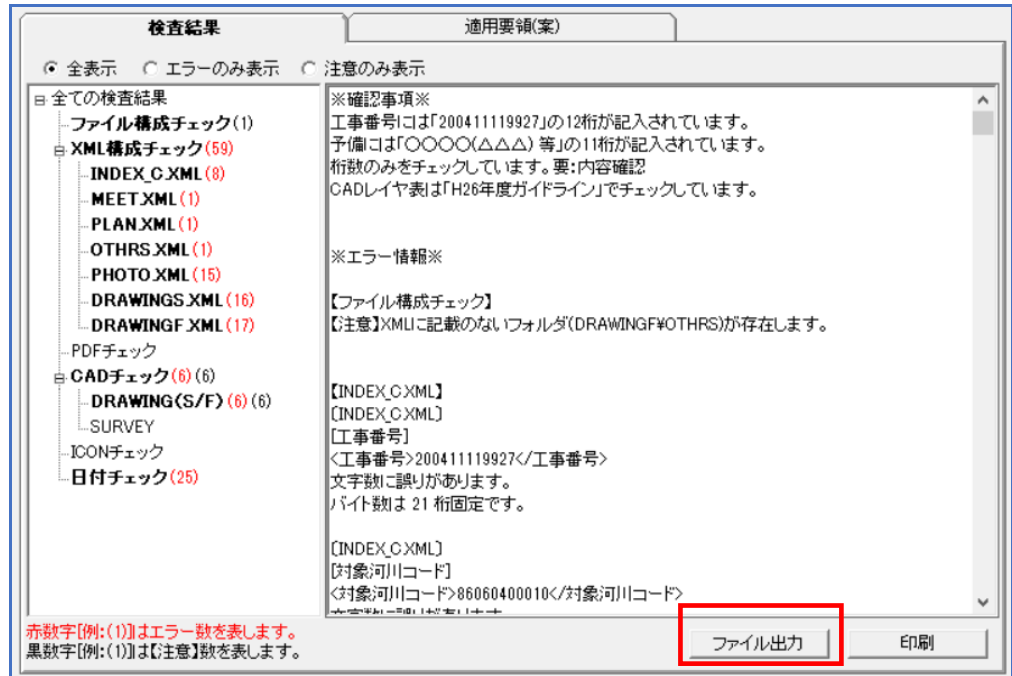 検査結果
適用要領(案)
全表示 エラーのみ表示 注意のみ表示
全ての検査結果
ファイル構成チェック(1)
XML構成チェック(59)
INDEX_C.XML(8)
MEET.XML(1)
PLAN.XML(1)
OTHRS.XML(1)
PHOTO.XML(15)
DRAWINGS.XML(16)
DRAWINGF.XML(17)
PDFチェック
CADチェック(6)(6)
DRAWING(S/F)(6)(6)
SURVEY
ICONチェック
日付チェック(25)
※確認事項※
工事番号には「200411119927」の12桁が記入されています。
予備には「〇〇〇〇(△△△) 等」の11桁が記入されています。
桁数のみをチェックしています。要:内容確認
CADレイヤ表は「H26年度ガイドライン」でチェックしています。
※エラー情報※
【ファイル構成チェック】
【注意】XMLに記載のないフォルダ(DRAWINGF¥OTHRS)が存在します。
【INDEX_C.XML】
〔INDEX_C.XML〕
[工事番号]
<工事番号>200411119927</工事番号>
文字数に誤りがあります。
バイト数は 21 桁固定です。
〔INDEX_C.XML〕
[対象河川コード]
<対象河川コード>86060400010</対象河川コード>
赤数字[例:(1)]はエラー数を表します。
黒数字[例:(1)]は【注意】数を表します。
ファイル出力
印刷